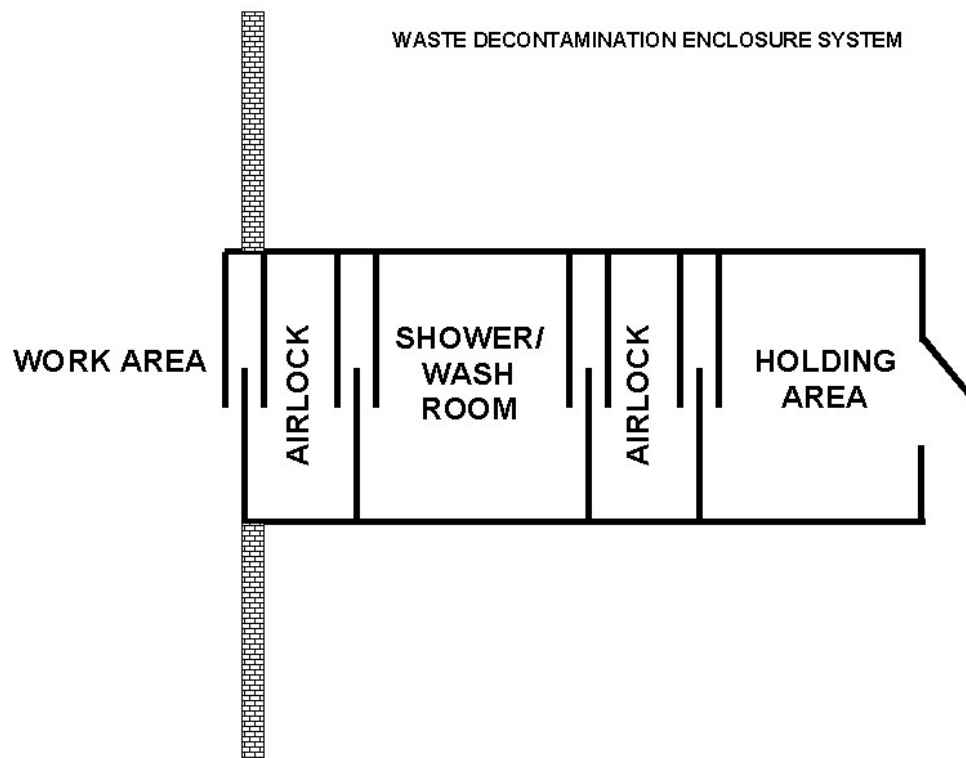 WASTE DECONTAMINATION ENCLOSURE SYSTEM
WORK AREA
AIRLOCK
SHOWER/
WASH
ROOM
AIRLOCK
HOLDING
AREA